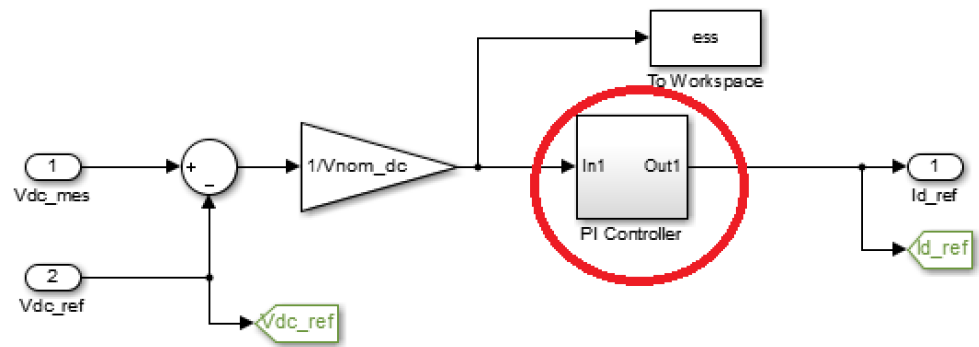 ess
To Workspace
1
Vdc_mes
+
−
1/Vnom_dc
In1
Out1
PI Controller
1
Id_ref
Id_ref
2
Vdc_ref
Vdc_ref